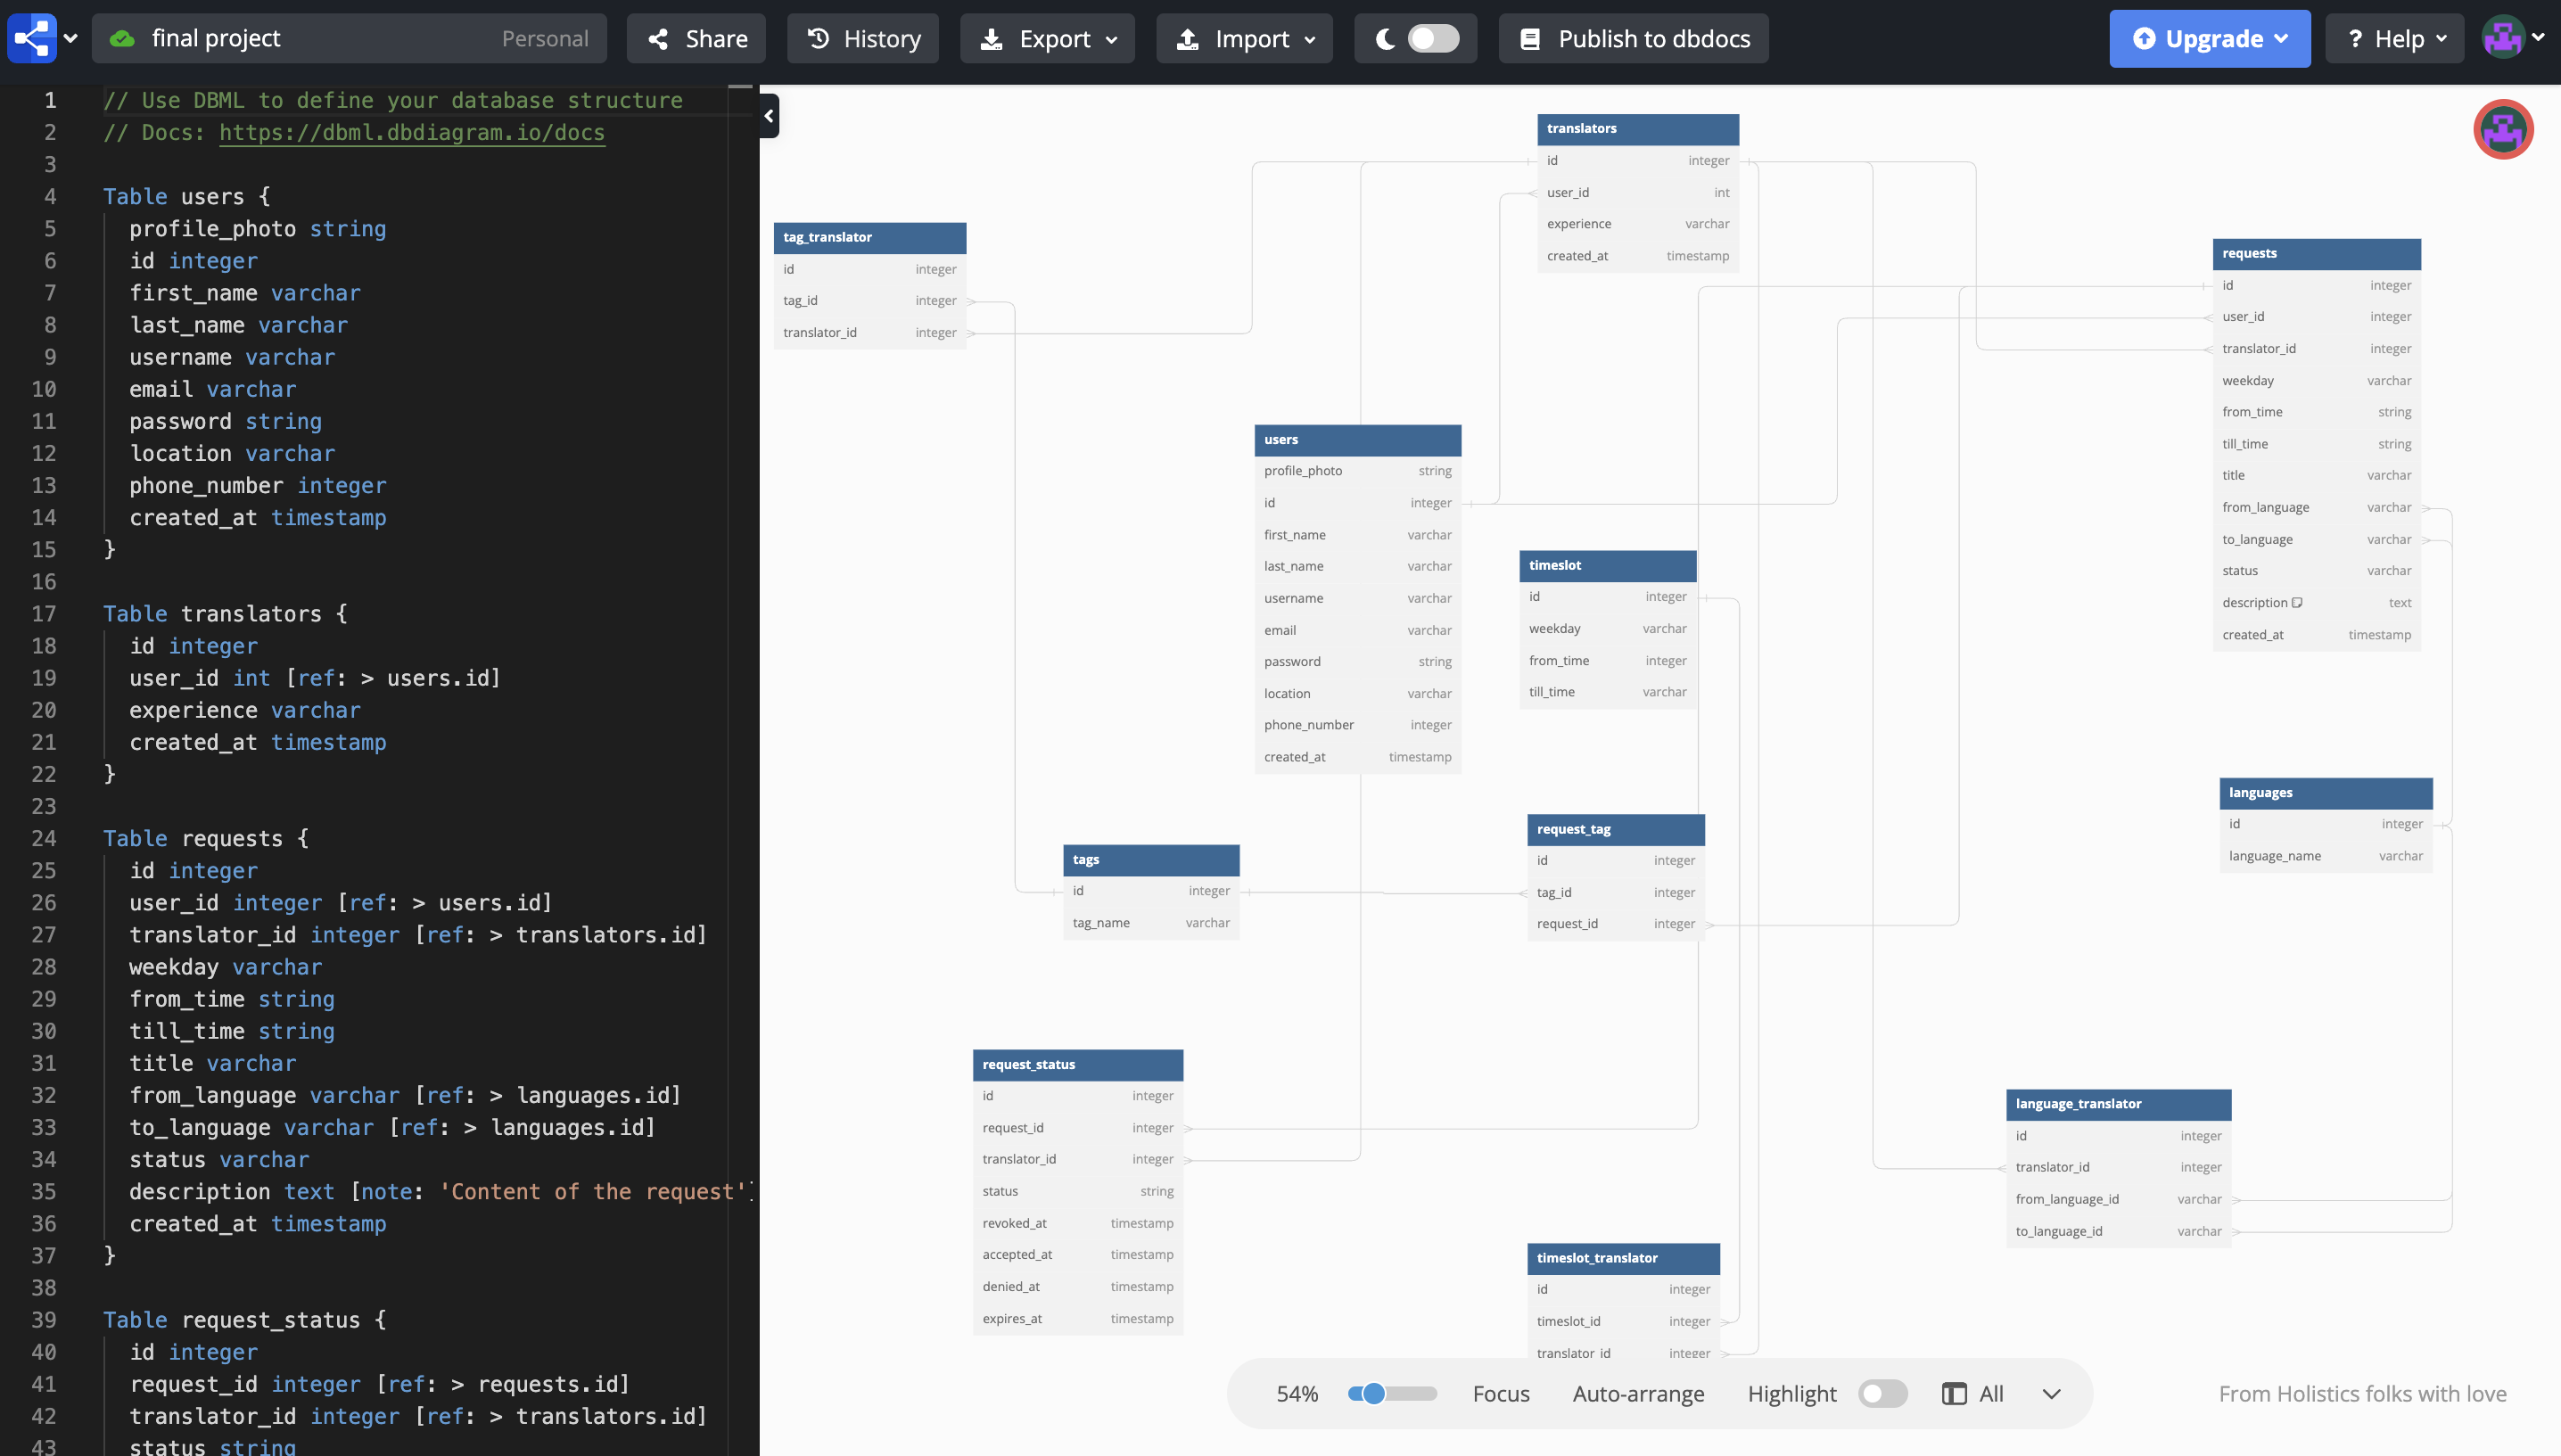 final project Personal Share History Export Import Publish to dbdocs Upgrade ? Help
1 // Use DBML to define your database structure
2 // Docs: https://dbml.dbdiagram.io/docs
3
4 Table users {
5 profile_photo string
6 id integer
7 first_name varchar
8 last_name varchar
9 username varchar
10 email varchar
11 password string
12 location varchar
13 phone_number integer
14 created_at timestamp
15 }
16
17 Table translators {
18 id integer
19 user_id int [ref: > users.id]
20 experience varchar
21 created_at timestamp
22 }
23
24 Table requests {
25 id integer
26 user_id integer [ref: > users.id]
27 translator_id integer [ref: > translators.id]
28 weekday varchar
29 from_time string
30 till_time string
31 title varchar
32 from_language varchar [ref: > languages.id]
33 to_language varchar [ref: > languages.id]
34 status varchar
35 description text [note: 'Content of the request']
36 created_at timestamp
37 }
38
39 Table request_status {
40 id integer
41 request_id integer [ref: > requests.id]
42 translator_id integer [ref: > translators.id]
43 status string
translators
id integer
user_id int
experience varchar
created_at timestamp
tag_translator
id integer
tag_id integer
translator_id integer
requests
id integer
user_id integer
translator_id integer
weekday varchar
from_time string
till_time string
title varchar
from_language varchar
to_language varchar
status varchar
description text
created_at timestamp
users
profile_photo string
id integer
first_name varchar
last_name varchar
username varchar
email varchar
password string
location varchar
phone_number integer
created_at timestamp
timeslot
id integer
weekday varchar
from_time integer
till_time varchar
languages
id integer
language_name varchar
request_tag
id integer
tag_id integer
request_id integer
tags
id integer
tag_name varchar
request_status
id integer
request_id integer
translator_id integer
status string
revoked_at timestamp
accepted_at timestamp
denied_at timestamp
expires_at timestamp
language_translator
id integer
translator_id integer
from_language_id varchar
to_language_id varchar
timeslot_translator
id integer
timeslot_id integer
translator_id integer
54% Focus Auto-arrange Highlight All
From Holistics folks with love